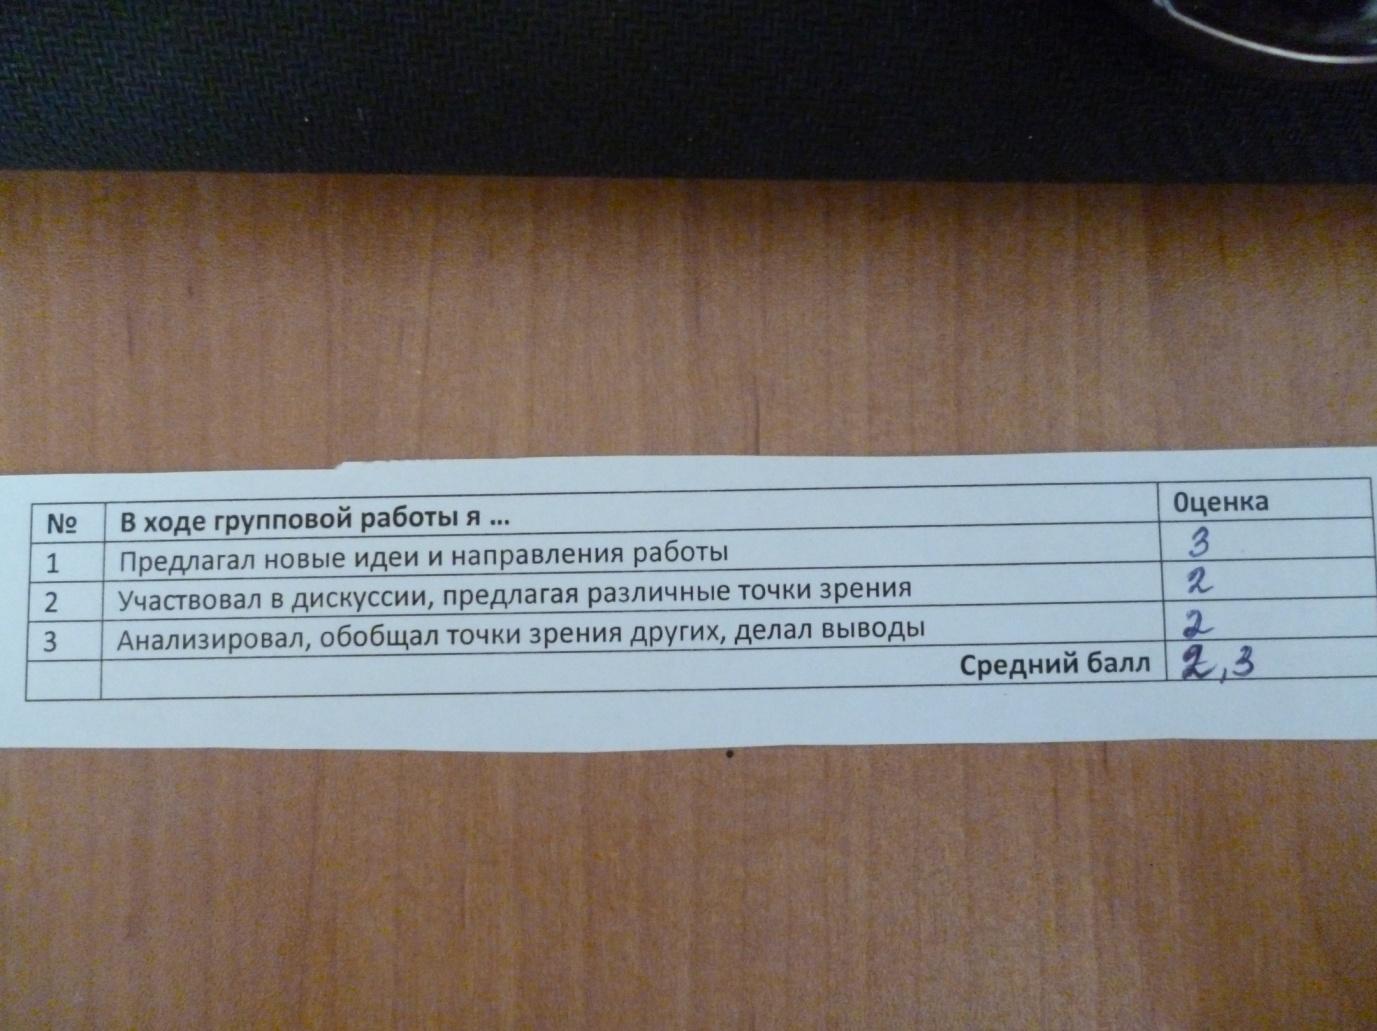 № В ходе групповой работы я ... Оценка
1 Предлагал новые идеи и направления работы 3
2 Участвовал в дискуссии, предлагая различные точки зрения 2
3 Анализировал, обобщал точки зрения других, делал выводы 2
Средний балл 2,3